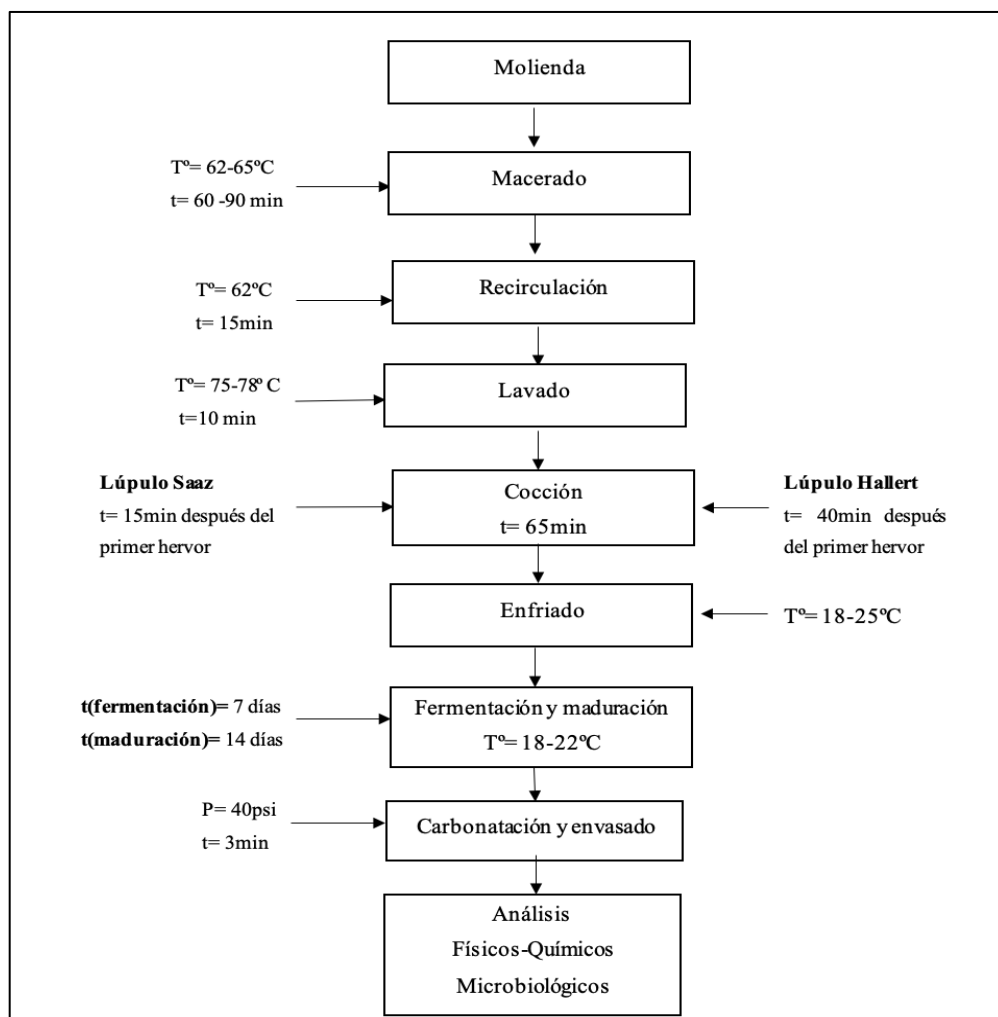 Molienda
Tº= 62-65ºC
t= 60 -90 min
Macerado
Tº= 62ºC
t= 15min
Recirculación
Tº= 75-78º C
t=10 min
Lavado
Lúpulo Saaz
t= 15min después del
primer hervor
Cocción
t= 65min
Lúpulo Hallert
t= 40min después
del primer hervor
Enfriado
Tº= 18-25ºC
t(fermentación)= 7 días
t(maduración)= 14 días
Fermentación y maduración
Tº= 18-22ºC
P= 40psi
t= 3min
Carbonatación y envasado
Análisis
Físicos-Químicos
Microbiológicos